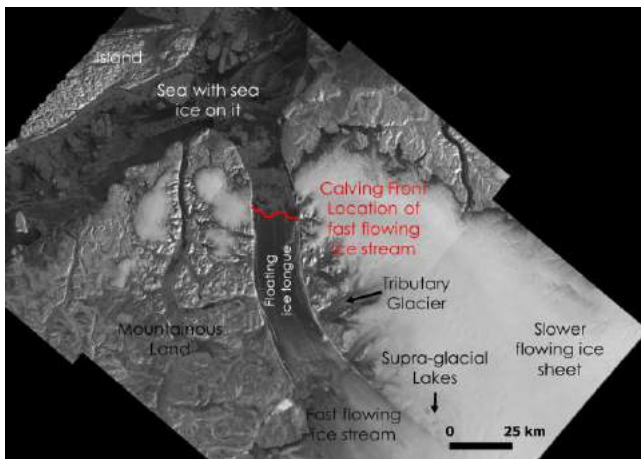 Island
Sea with sea
ice on it
Calving Front
Location of
fast flowing
ice stream
Floating
ice tongue
Tributary
Glacier
Mountainous
Land
Slower
flowing ice
sheet
Supra-glacial
Lakes
Fast flowing
ice stream
0 25 km